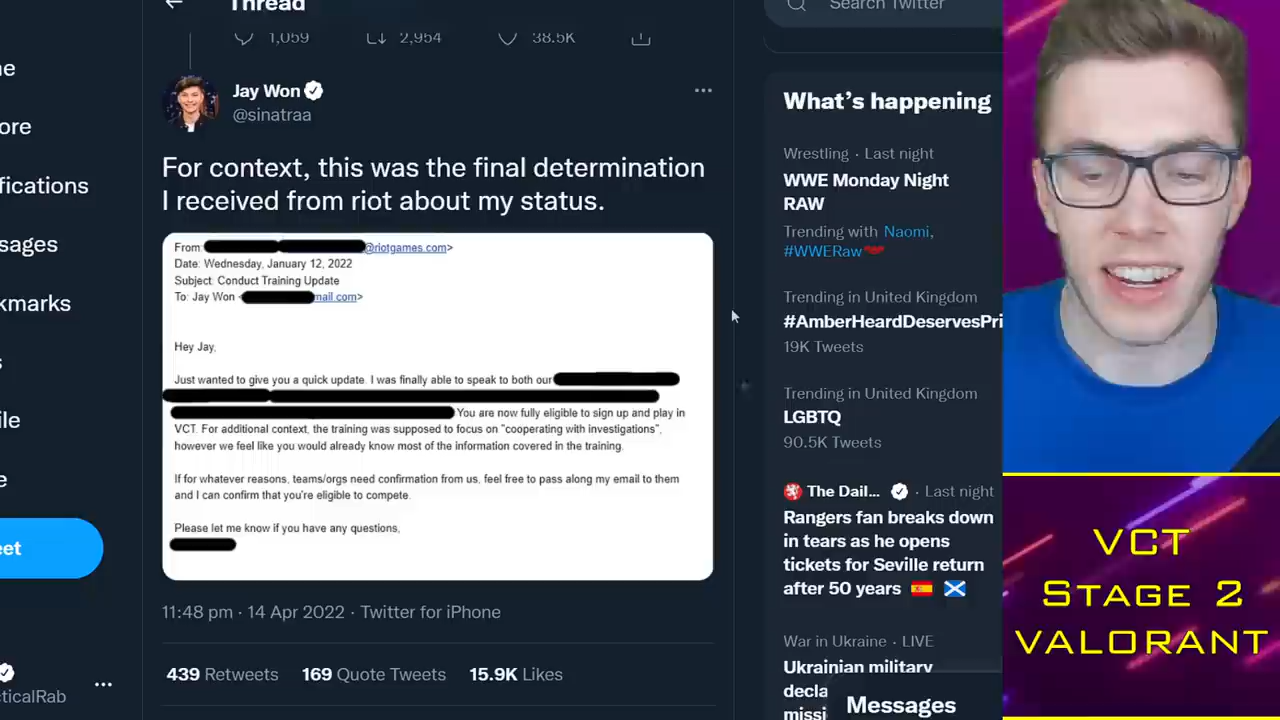 Thread
Search Twitter
1,059
2,954
38.5K
Jay Won
@sinatraa
For context, this was the final determination
I received from riot about my status.
From @riotgames.com>
Date: Wednesday, January 12, 2022
Subject: Conduct Training Update
To: Jay Won < mail.com>
Hey Jay,
Just wanted to give you a quick update. I was finally able to speak to both our
You are now fully eligible to sign up and play in
VCT. For additional context, the training was supposed to focus on "cooperating with investigations",
however we feel like you would already know most of the information covered in the training.
If for whatever reasons, teams/orgs need confirmation from us, feel free to pass along my email to them
and I can confirm that you're eligible to compete.
Please let me know if you have any questions,
11:48 pm · 14 Apr 2022 · Twitter for iPhone
439 Retweets 169 Quote Tweets 15.9K Likes
e
ore
fications
sages
kmarks
s
ile
e
eet
cticalRab
What's happening
Wrestling · Last night
WWE Monday Night
RAW
Trending with Naomi,
#WWERaw
Trending in United Kingdom
#AmberHeardDeservesPri
19K Tweets
Trending in United Kingdom
LGBTQ
90.5K Tweets
The Dail... · Last night
Rangers fan breaks down
in tears as he opens
tickets for Seville return
after 50 years
War in Ukraine · LIVE
Ukrainian military
decla
missi
Messages
VCT
STAGE 2
VALORANT